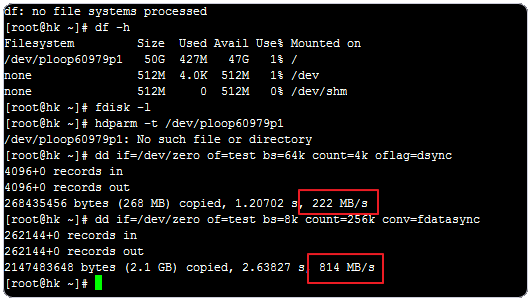 df: no file systems processed
[root@hk ~]# df -h
Filesystem Size Used Avail Use% Mounted on
/dev/ploop60979p1 50G 427M 47G 1% /
none 512M 4.0K 512M 1% /dev
none 512M 0 512M 0% /dev/shm
[root@hk ~]# fdisk -l
[root@hk ~]# hdparm -t /dev/ploop60979p1
/dev/ploop60979p1: No such file or directory
[root@hk ~]# dd if=/dev/zero of=test bs=64k count=4k oflag=dsync
4096+0 records in
4096+0 records out
268435456 bytes (268 MB) copied, 1.20702 s, 222 MB/s
[root@hk ~]# dd if=/dev/zero of=test bs=8k count=256k conv=fdatasync
262144+0 records in
262144+0 records out
2147483648 bytes (2.1 GB) copied, 2.63827 s, 814 MB/s
[root@hk ~]#